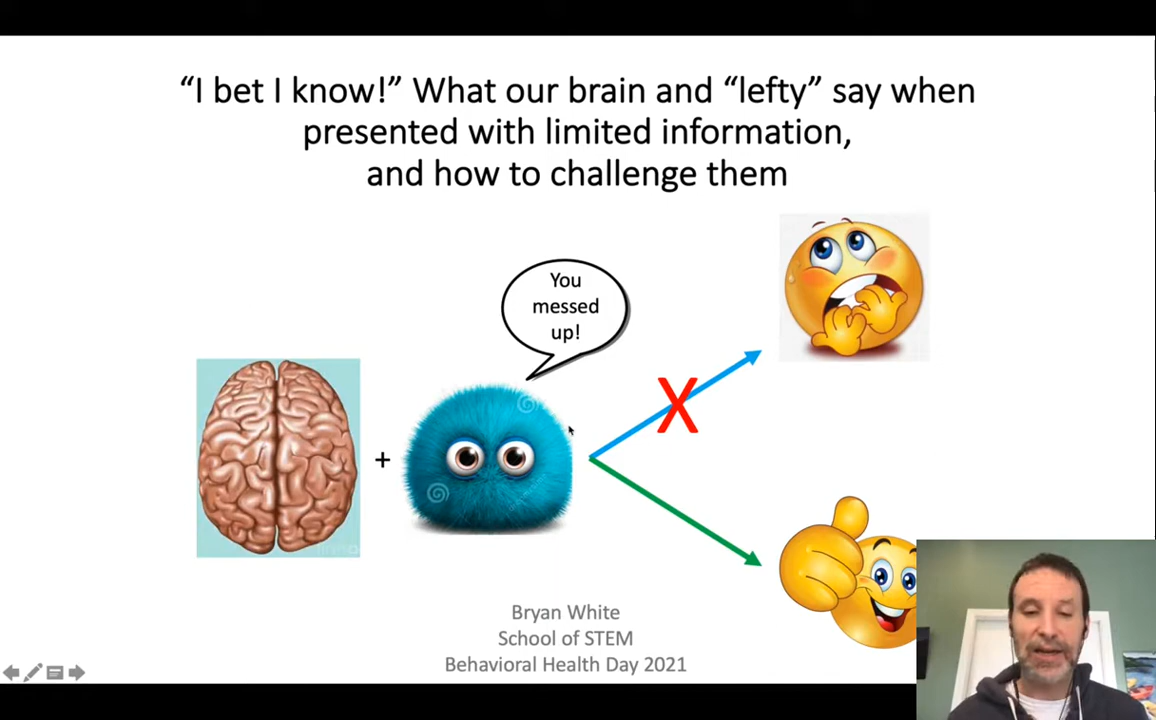 “I bet I know!” What our brain and “lefty” say when
presented with limited information,
and how to challenge them
You
messed
up!
X
+
Bryan White
School of STEM
Behavioral Health Day 2021